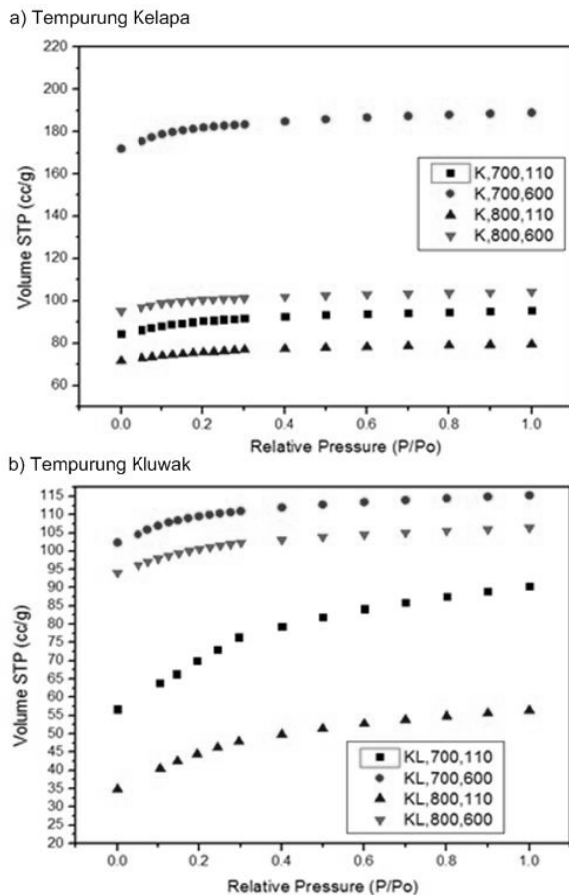 a) Tempurung Kelapa
220
200
180
160
140
120
100
80
60
Volume STP (cc/g)
K,700,110
K,700,600
K,800,110
K,800,600
0.0 0.2 0.4 0.6 0.8 1.0
Relative Pressure (P/Po)
b) Tempurung Kluwak
115
110
105
100
95
90
85
80
75
70
65
60
55
50
45
40
35
30
25
20
Volume STP (cc/g)
KL,700,110
KL,700,600
KL,800,110
KL,800,600
0.0 0.2 0.4 0.6 0.8 1.0
Relative Pressure (P/Po)